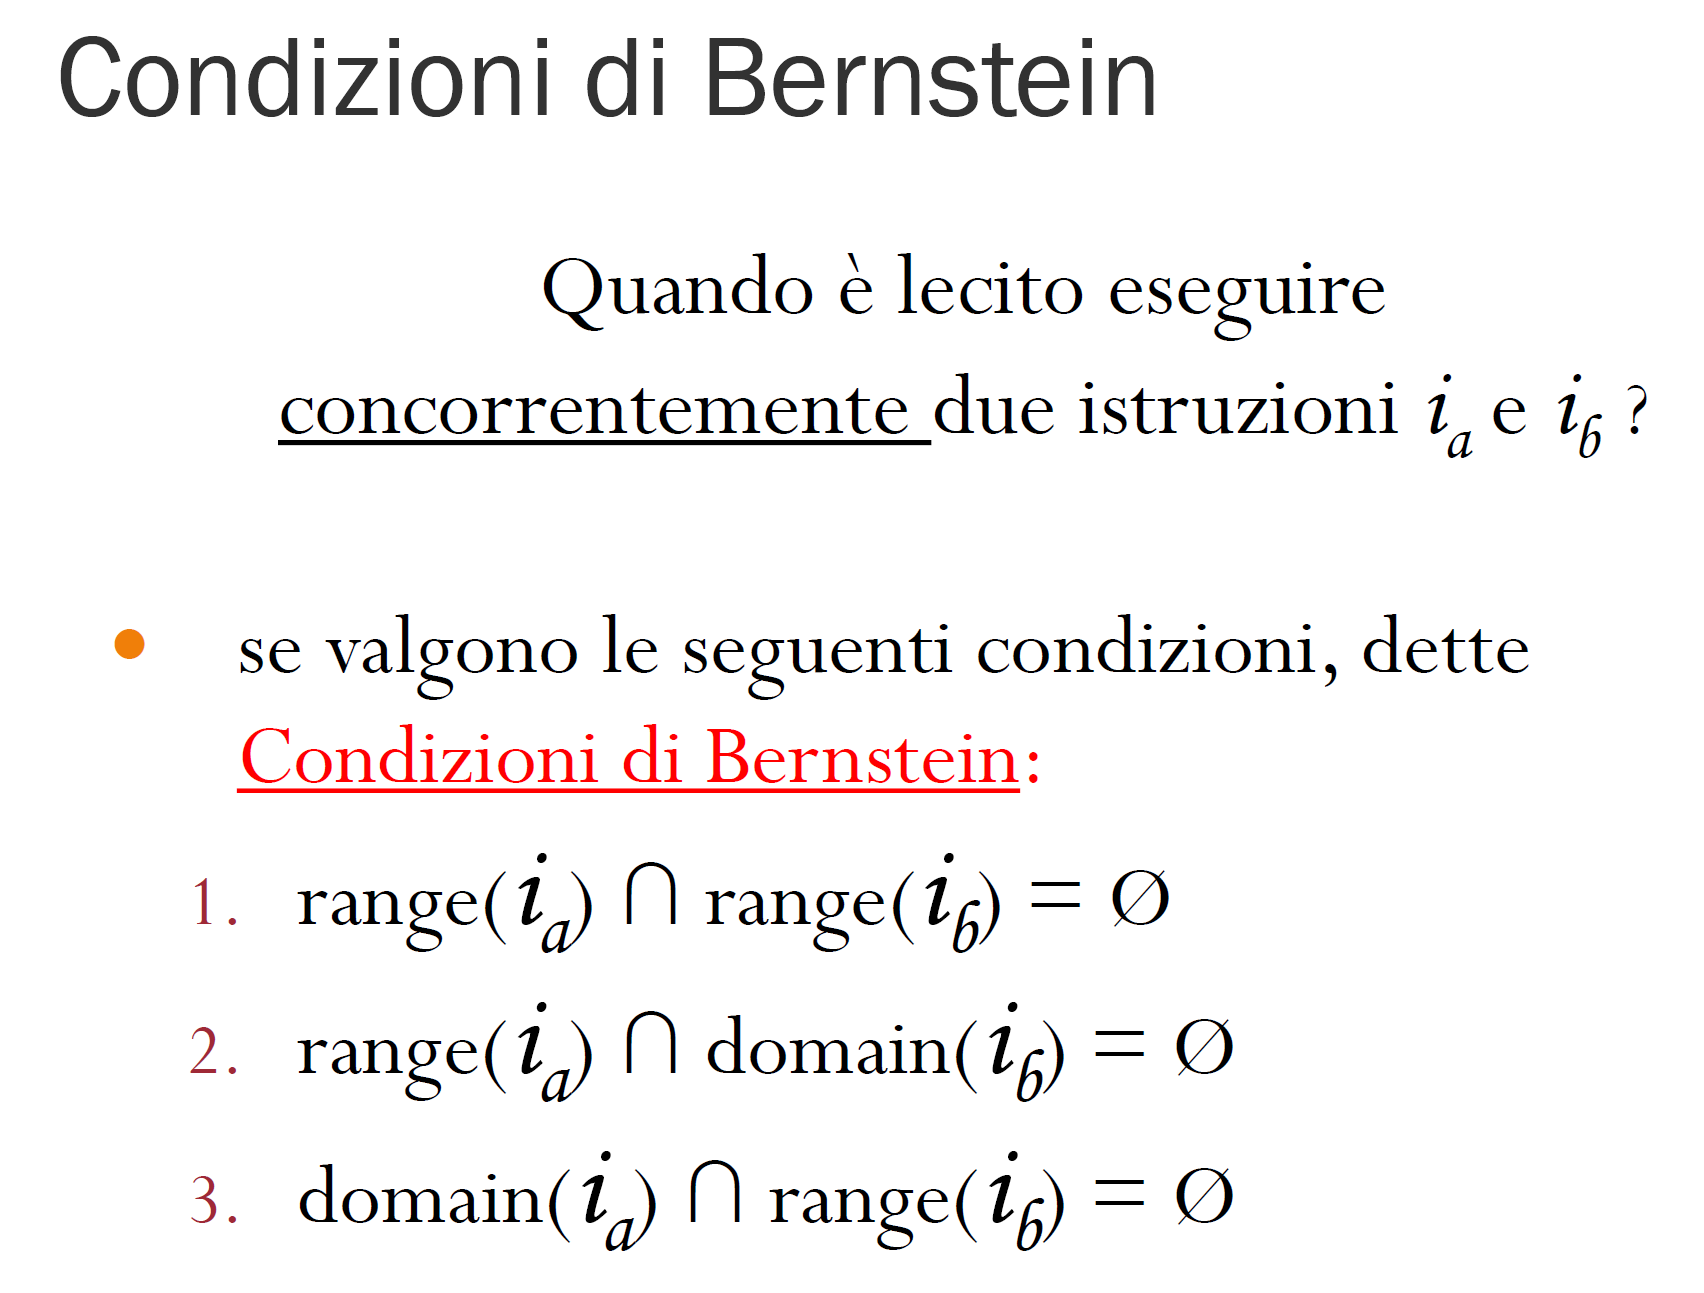 Condizioni di Bernstein
Quando è lecito eseguire
concorrentemente due istruzioni i_a e i_b ?
• se valgono le seguenti condizioni, dette
Condizioni di Bernstein:
1. range(i_a) ∩ range(i_b) = Ø
2. range(i_a) ∩ domain(i_b) = Ø
3. domain(i_a) ∩ range(i_b) = Ø